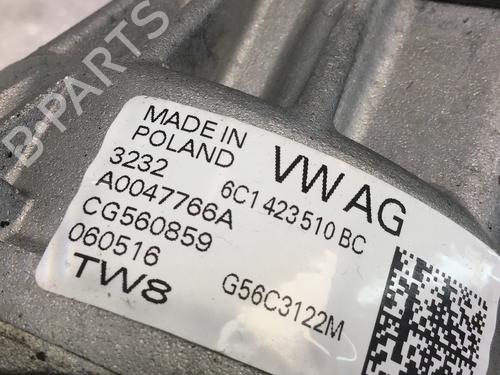 B-PARTS
MADE IN
POLAND
VW AG
3232
6C1 423 510 BC
A0047766A
CG560859
060516
G56C3122M
TW8